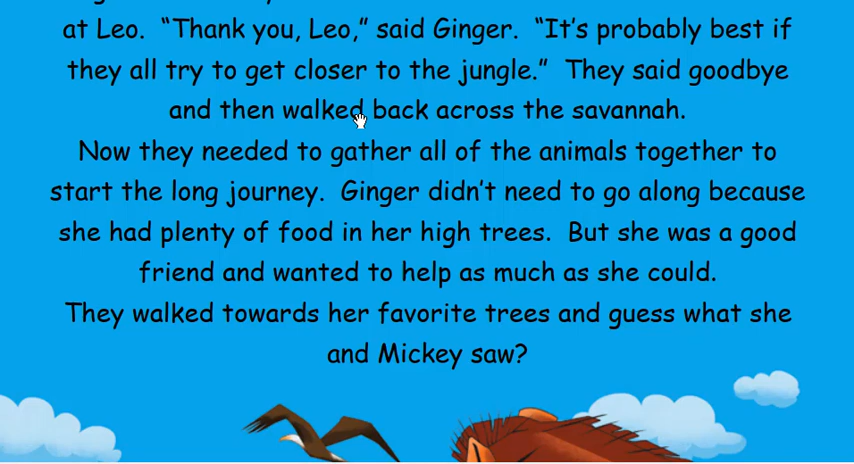 at Leo.  “Thank you, Leo,” said Ginger.  “It’s probably best if
they all try to get closer to the jungle.”  They said goodbye
and then walked back across the savannah.
Now they needed to gather all of the animals together to
start the long journey.  Ginger didn’t need to go along because
she had plenty of food in her high trees.  But she was a good
friend and wanted to help as much as she could.
They walked towards her favorite trees and guess what she
and Mickey saw?